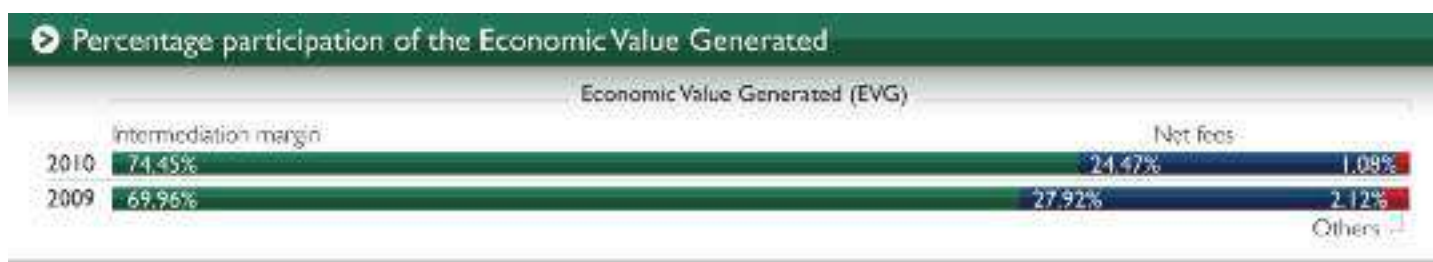 Percentage participation of the Economic Value Generated
Economic Value Generated (EVG)
Intermediation margin Net fees
2010 74.45% 24.47% 1.08%
2009 69.96% 27.92% 2.12%
Others